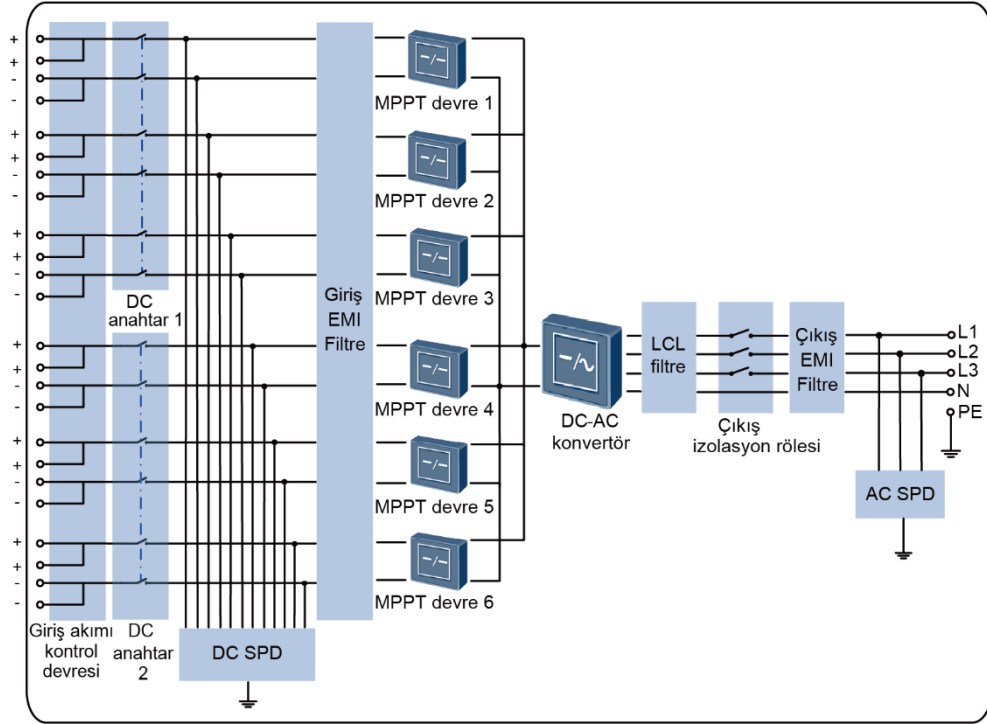 +
+
-
-
+
+
-
-
+
+
-
-
+
+
-
-
+
+
-
-
+
+
-
-
Giriş akımı
kontrol
devresi
DC
anahtar 1
DC
anahtar
2
DC SPD
Giriş
EMI
Filtre
MPPT devre 1
MPPT devre 2
MPPT devre 3
MPPT devre 4
MPPT devre 5
MPPT devre 6
DC-AC
konvertör
LCL
filtre
Çıkış
izolasyon rölesi
Çıkış
EMI
Filtre
AC SPD
L1
L2
L3
N
PE